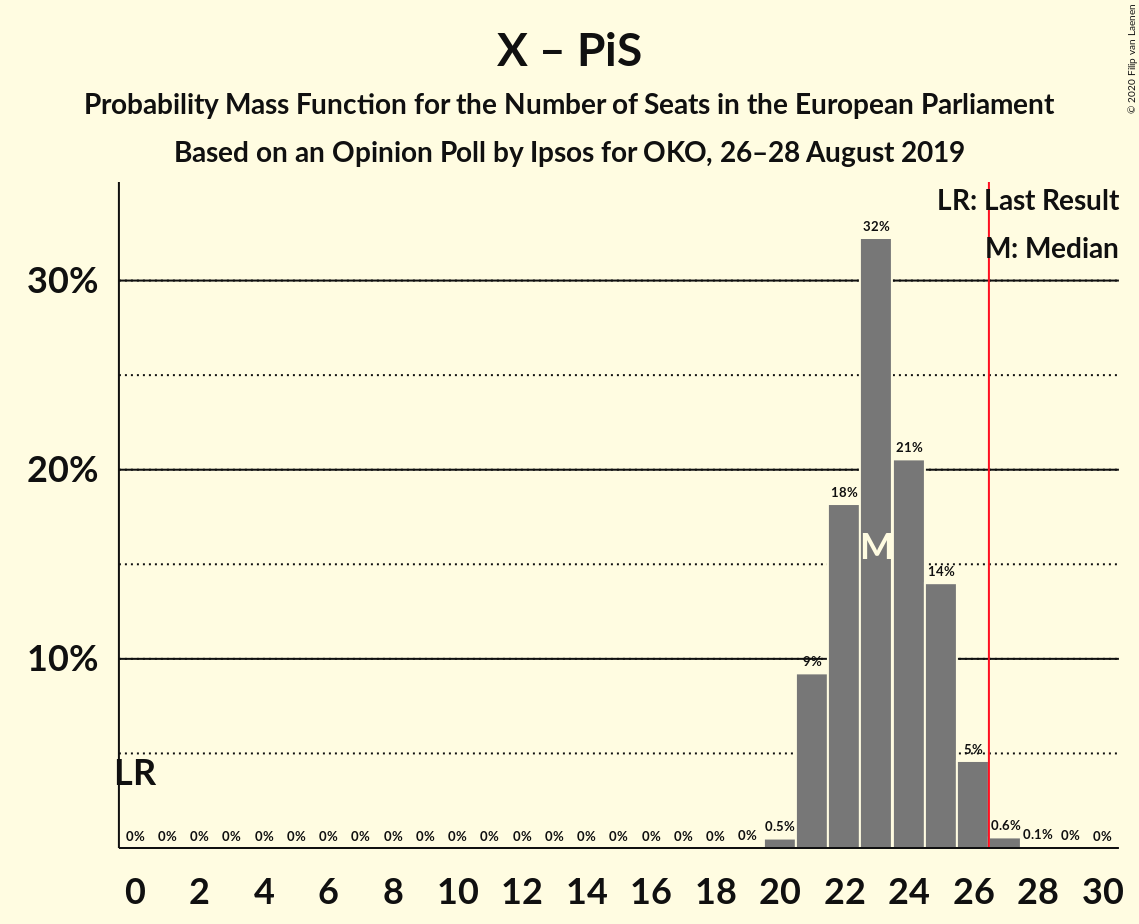 X – PiS
Probability Mass Function for the Number of Seats in the European Parliament
Based on an Opinion Poll by Ipsos for OKO, 26–28 August 2019
© 2020 Filip van Laenen
LR: Last Result
M: Median
30%
20%
10%
32%
21%
18%
M
14%
9%
5%
LR
0% 0% 0% 0% 0% 0% 0% 0% 0% 0% 0% 0% 0% 0% 0% 0% 0% 0% 0% 0% 0.5% 0.6% 0.1% 0% 0%
0 2 4 6 8 10 12 14 16 18 20 22 24 26 28 30